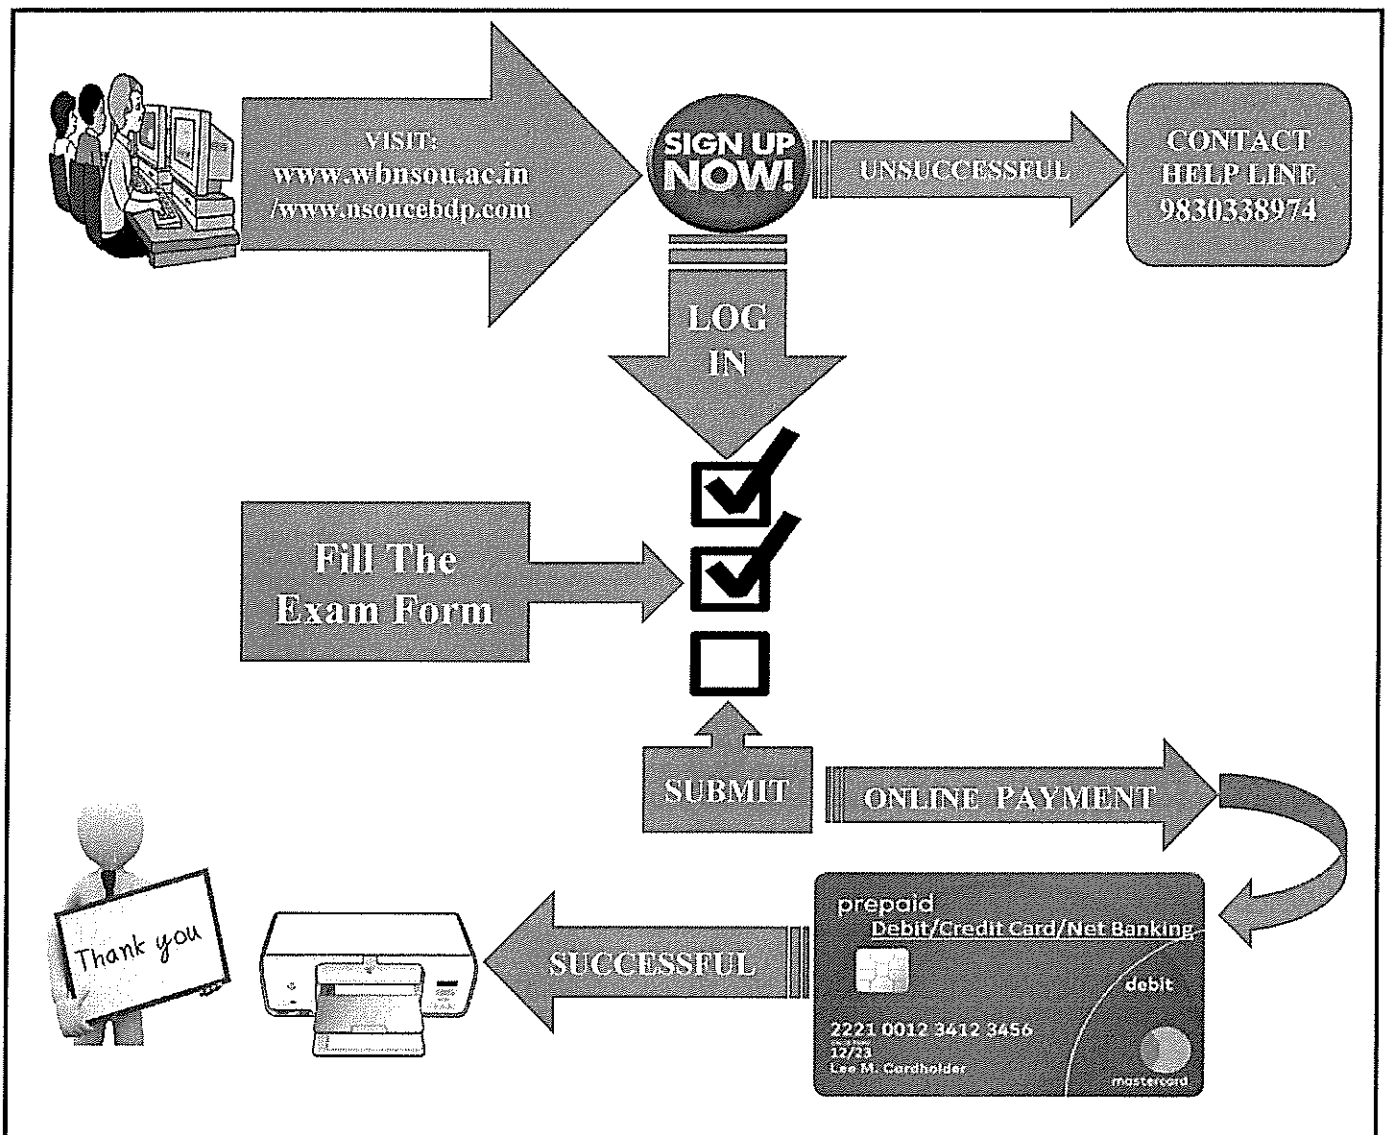 VISIT:
www.wbnsou.ac.in
/www.nsoucebdp.com
SIGN UP
NOW!
UNSUCCESSFUL
CONTACT
HELP LINE
9830338974
LOG
IN
Fill The
Exam Form
SUBMIT
ONLINE PAYMENT
prepaid
Debit/Credit Card/Net Banking
debit
2221 0012 3412 3456
12/23
Lee M. Cardholder
mastercard
SUCCESSFUL
Thank you